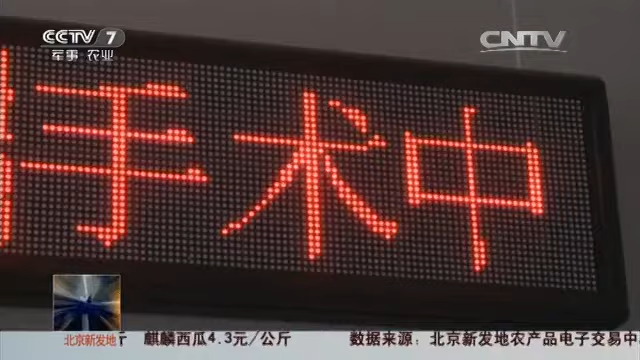 CCTV 7
军事·农业
CNTV
手术中
北京新发地
麒麟西瓜4.3元/公斤 数据来源：北京新发地农产品电子交易中